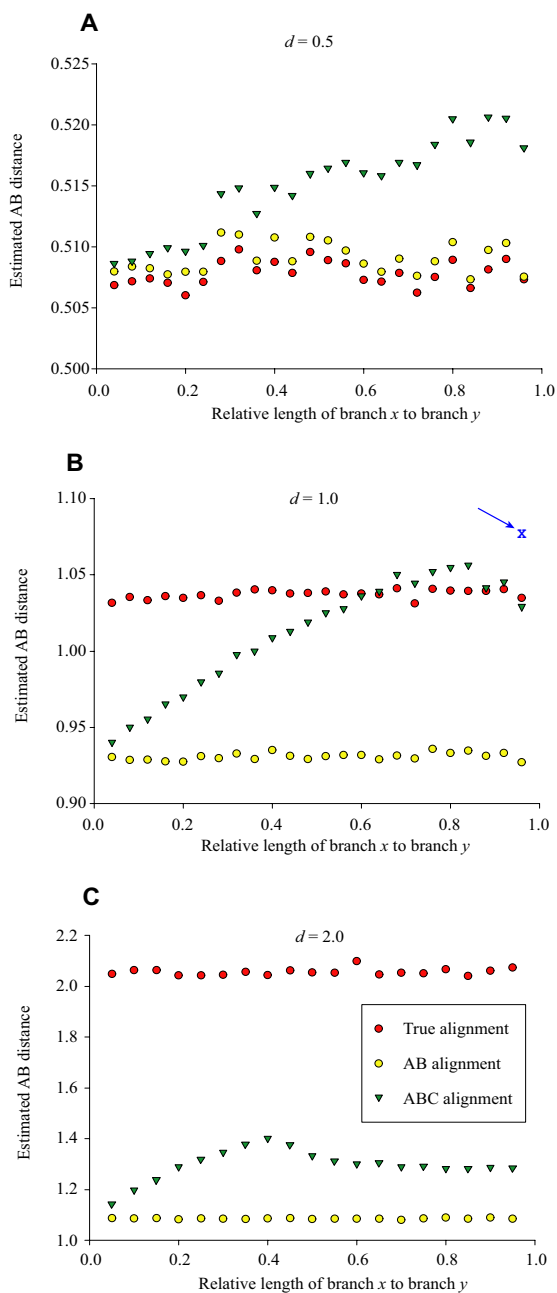 A
d = 0.5
0.525
0.520
0.515
0.510
0.505
0.500
Estimated AB distance
0.0 0.2 0.4 0.6 0.8 1.0
Relative length of branch x to branch y
B
d = 1.0
x
1.10
1.05
1.00
0.95
0.90
Estimated AB distance
0.0 0.2 0.4 0.6 0.8 1.0
Relative length of branch x to branch y
C
d = 2.0
2.2
2.0
1.8
1.6
1.4
1.2
1.0
Estimated AB distance
True alignment
AB alignment
ABC alignment
0.0 0.2 0.4 0.6 0.8 1.0
Relative length of branch x to branch y